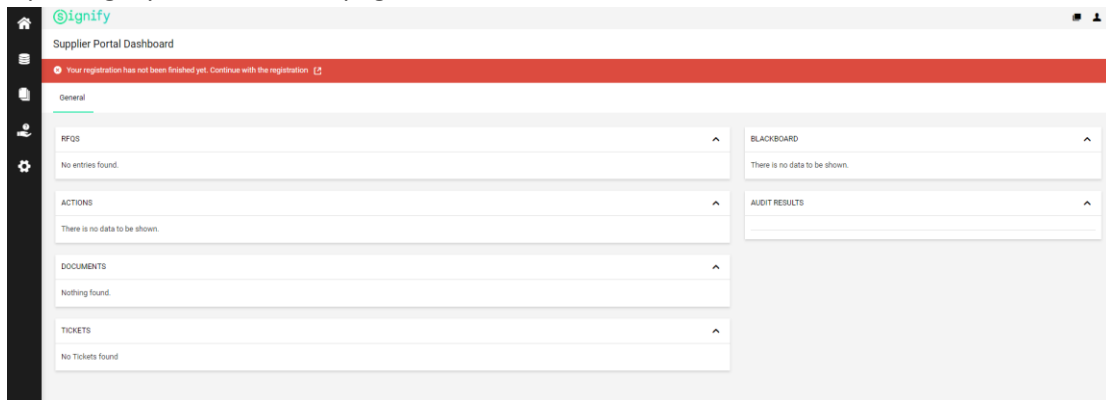 Signify
Supplier Portal Dashboard
Your registration has not been finished yet. Continue with the registration
General
RFQS
No entries found.
ACTIONS
There is no data to be shown.
DOCUMENTS
Nothing found.
TICKETS
No Tickets found
BLACKBOARD
There is no data to be shown.
AUDIT RESULTS